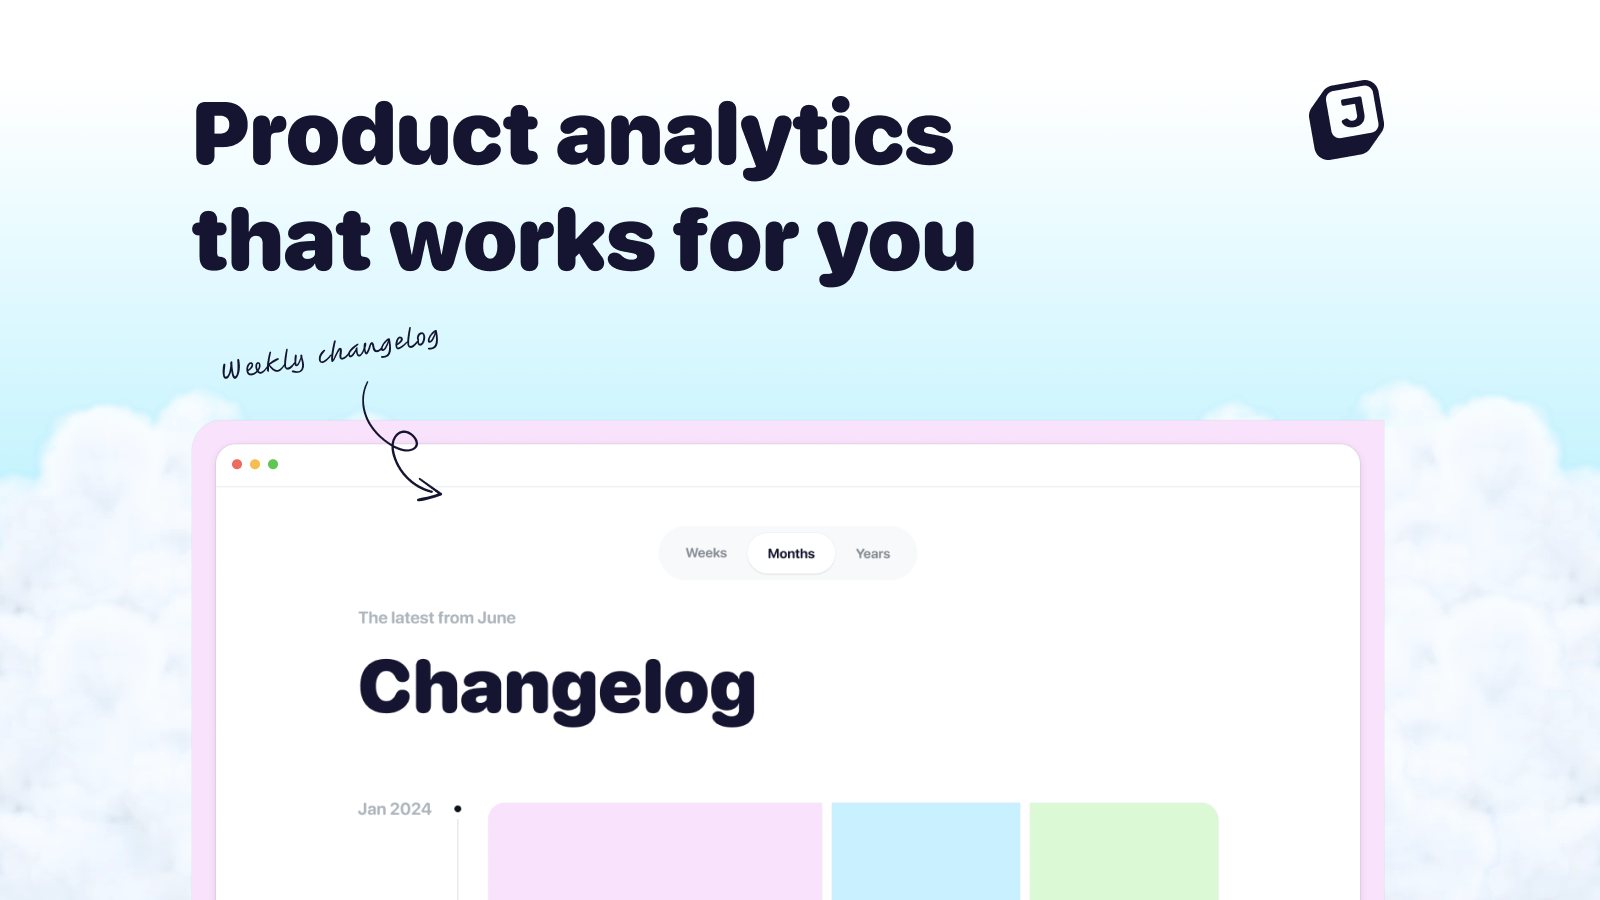 Product analytics
that works for you
J
Weekly changelog
Weeks Months Years
The latest from June
Changelog
Jan 2024